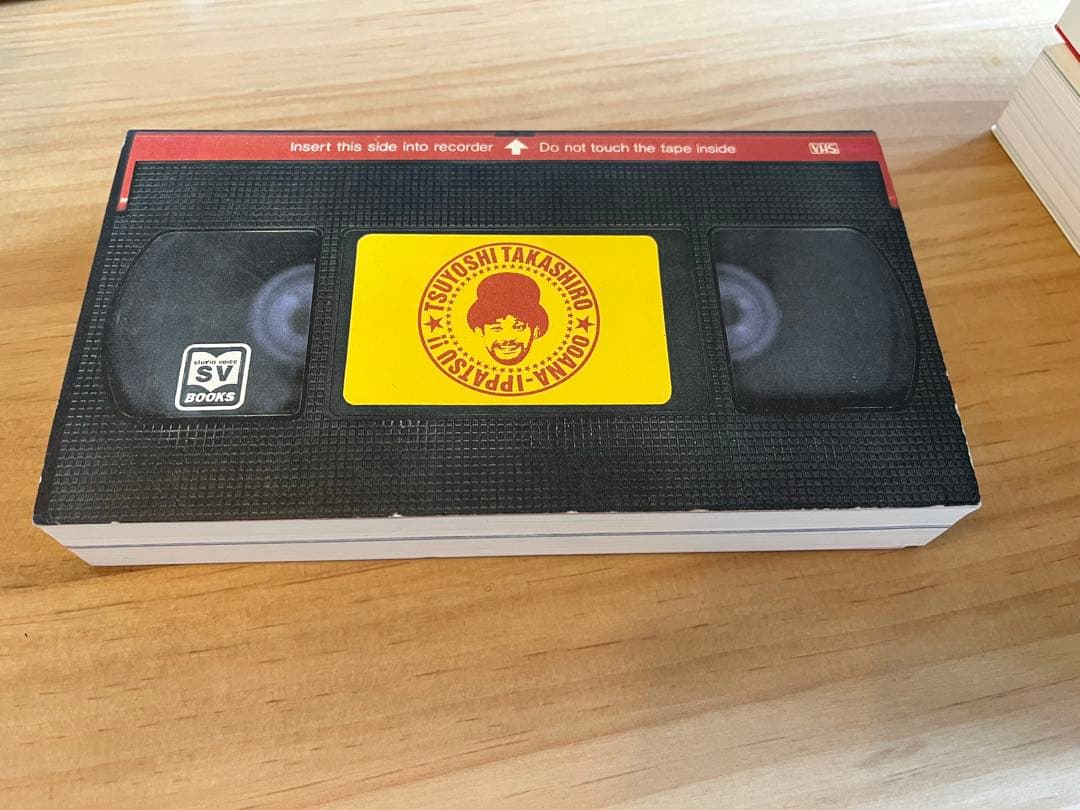 Insert this side into recorder Do not touch the tape inside VHS
TSUYOSHI TAKASHIRO
OOANA-IPPATSU!!
studio voice
SV
BOOKS